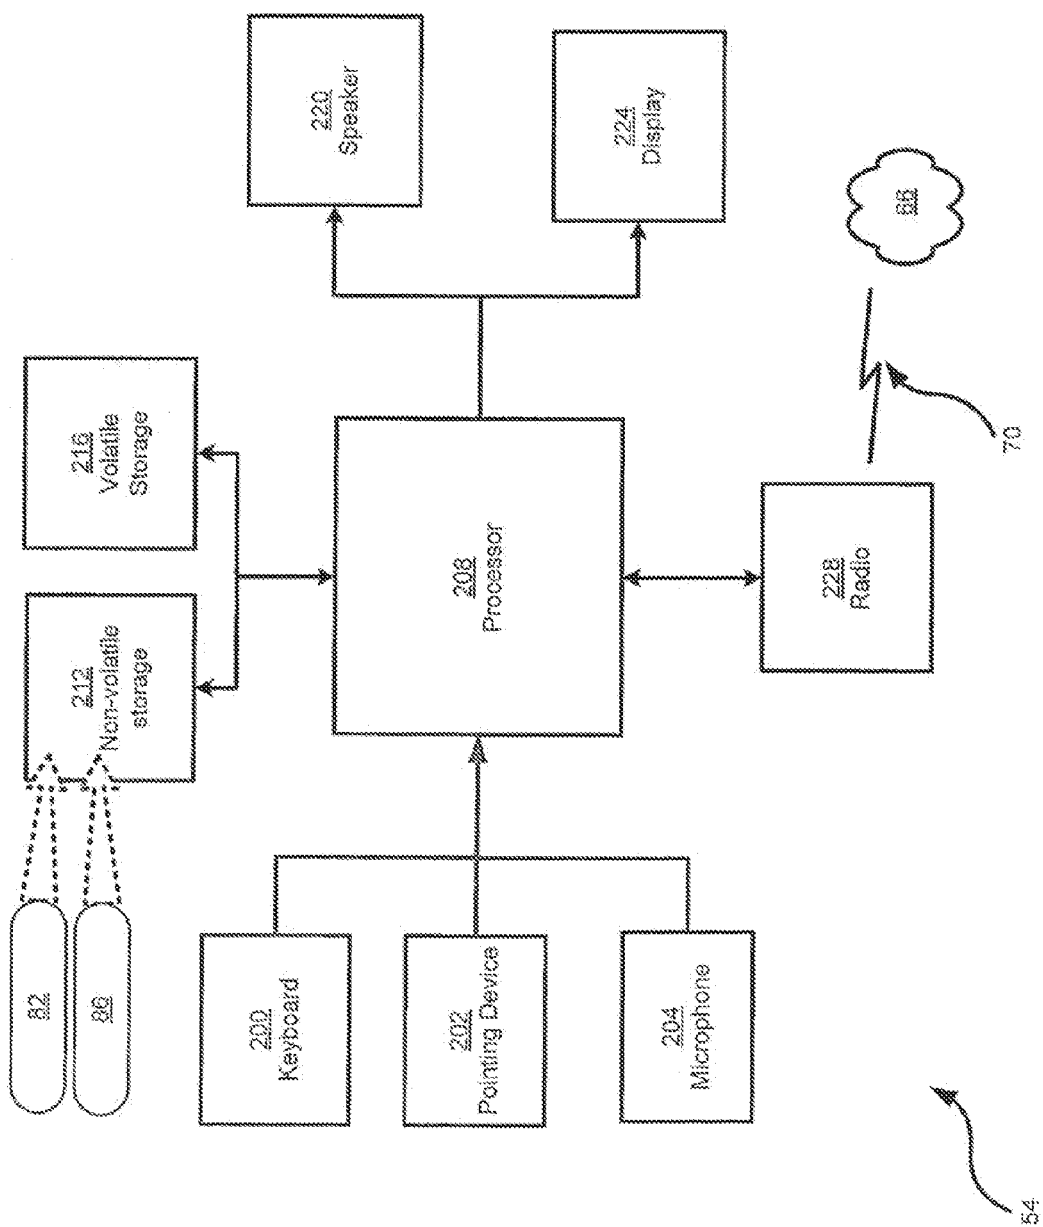 82
86
212
Non-volatile
storage
216
Volatile
Storage
200
Keyboard
220
Speaker
202
Pointing Device
208
Processor
224
Display
204
Microphone
228
Radio
66
70
54